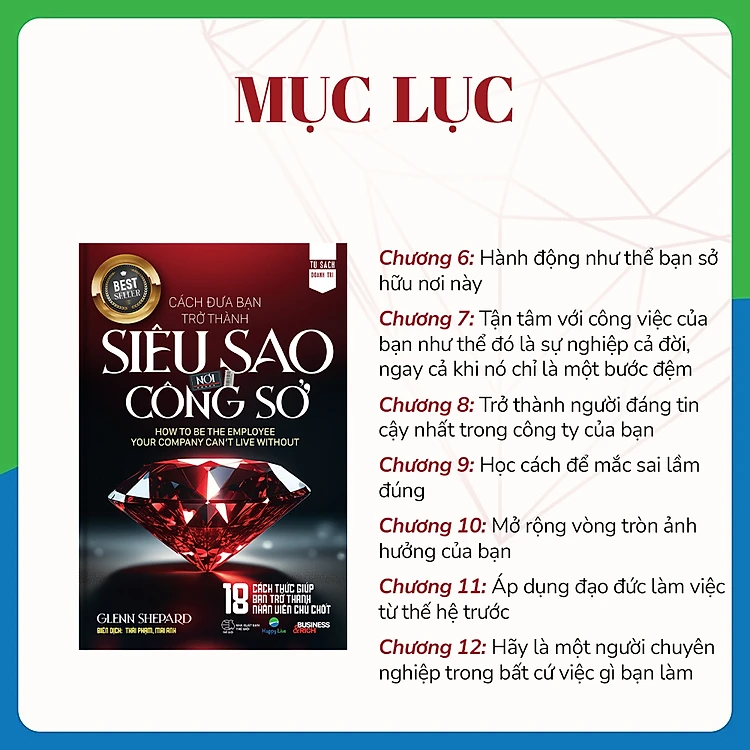 MỤC LỤC
TỦ SÁCH
DOANH TRÍ
BEST
SELLER
CÁCH ĐƯA BẠN
TRỞ THÀNH
SIÊU SAO
NƠI
CÔNG SỞ
HOW TO BE THE EMPLOYEE
YOUR COMPANY CAN'T LIVE WITHOUT
18 CÁCH THỨC GIÚP
BẠN TRỞ THÀNH
NHÂN VIÊN CHỦ CHỐT
GLENN SHEPARD
BIÊN DỊCH: THÁI PHẠM, MAI ANH
NHÀ XUẤT BẢN
THẾ GIỚI
Happy Live
BUSINESS
&RICH!
Chương 6: Hành động như thể bạn sở
hữu nơi này
Chương 7: Tận tâm với công việc của
bạn như thể đó là sự nghiệp cả đời,
ngay cả khi nó chỉ là một bước đệm
Chương 8: Trở thành người đáng tin
cậy nhất trong công ty của bạn
Chương 9: Học cách để mắc sai lầm
đúng
Chương 10: Mở rộng vòng tròn ảnh
hưởng của bạn
Chương 11: Áp dụng đạo đức làm việc
từ thế hệ trước
Chương 12: Hãy là một người chuyên
nghiệp trong bất cứ việc gì bạn làm